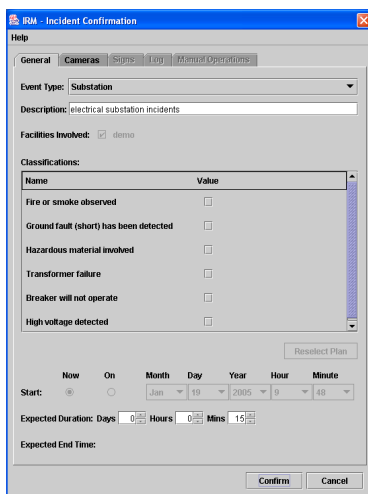 IRM - Incident Confirmation
Help
General Cameras Signs Log Manual Operations
Event Type: Substation
Description: electrical substation incidents
Facilities Involved: demo
Classifications:
Name Value
Fire or smoke observed
Ground fault (short) has been detected
Hazardous material involved
Transformer failure
Breaker will not operate
High voltage detected
Reselect Plan
Now On Month Day Year Hour Minute
Start: Jan 19 2005 9 48
Expected Duration: Days 0 Hours 0 Mins 15
Expected End Time:
Confirm Cancel